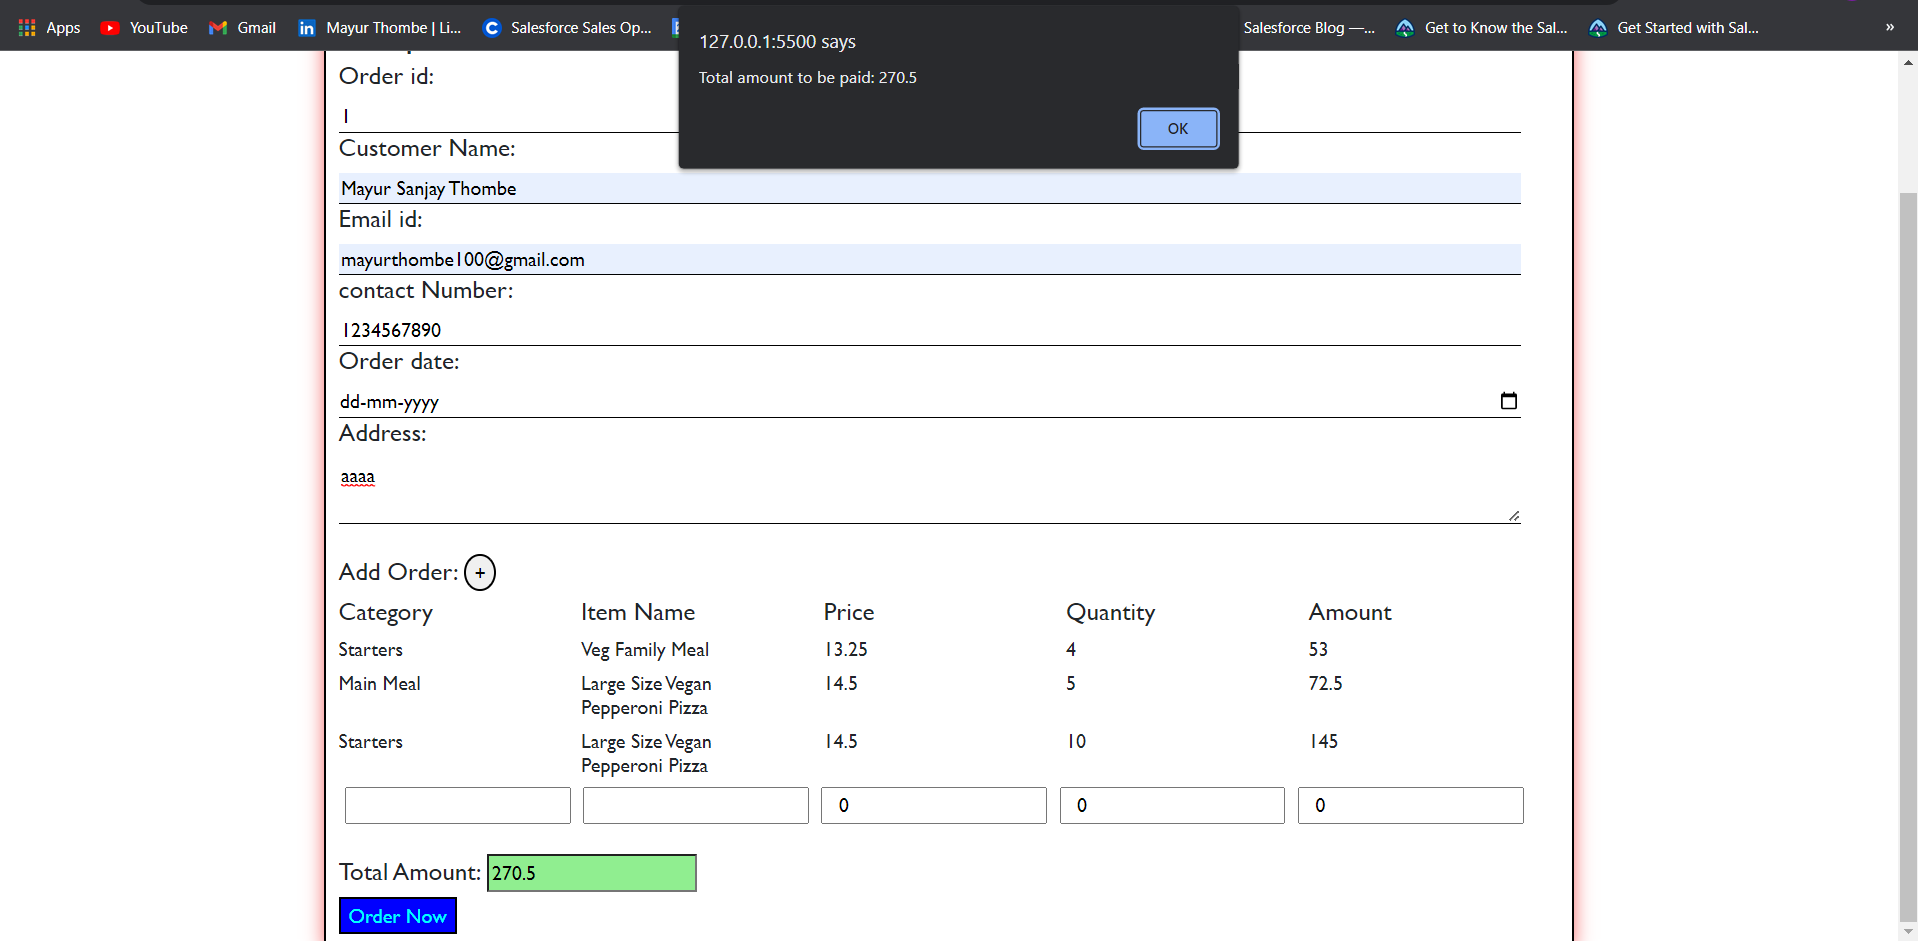 Apps YouTube Gmail Mayur Thombe | Li... Salesforce Sales Op... Salesforce Blog —... Get to Know the Sal... Get Started with Sal... »
127.0.0.1:5500 says
Total amount to be paid: 270.5
OK
Order id:
1
Customer Name:
Mayur Sanjay Thombe
Email id:
mayurthombe100@gmail.com
contact Number:
1234567890
Order date:
dd-mm-yyyy
Address:
aaaa
Add Order: +
Category Item Name Price Quantity Amount
Starters Veg Family Meal 13.25 4 53
Main Meal Large Size Vegan 14.5 5 72.5
Pepperoni Pizza
Starters Large Size Vegan 14.5 10 145
Pepperoni Pizza
0 0 0
Total Amount: 270.5
Order Now